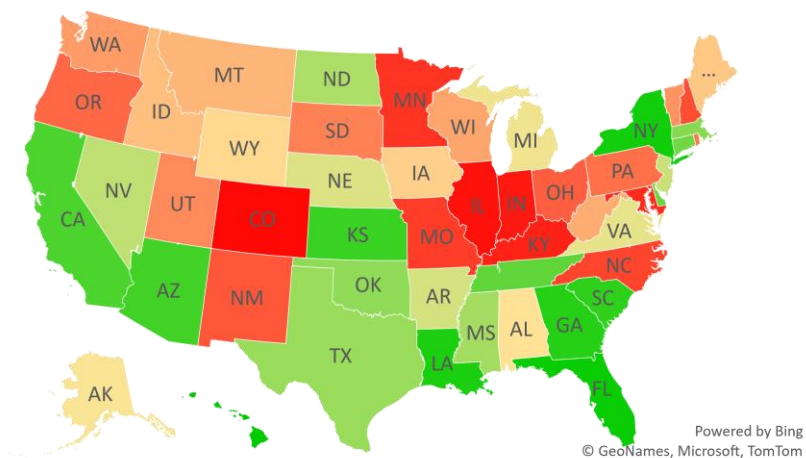 WA
MT
ND
MN
OR
ID
SD
WI
MI
...
NY
WY
IA
NE
PA
NV
UT
CO
IL
IN
OH
CA
KS
MO
KY
VA
NC
AZ
NM
OK
AR
SC
TX
MS
AL
GA
LA
FL
AK
Powered by Bing
© GeoNames, Microsoft, TomTom